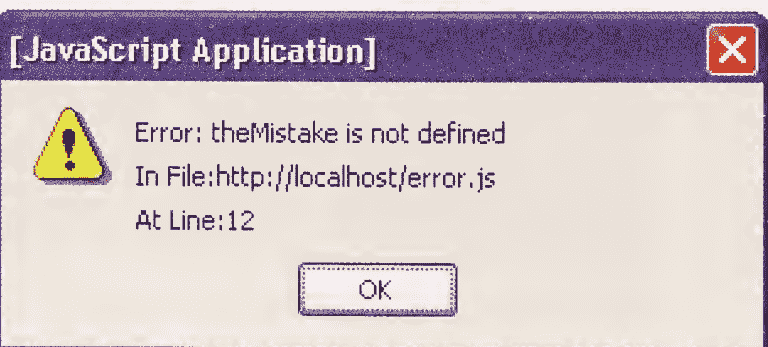 [JavaScript Application]
Error: theMistake is not defined
In File:http://localhost/error.js
At Line:12
OK